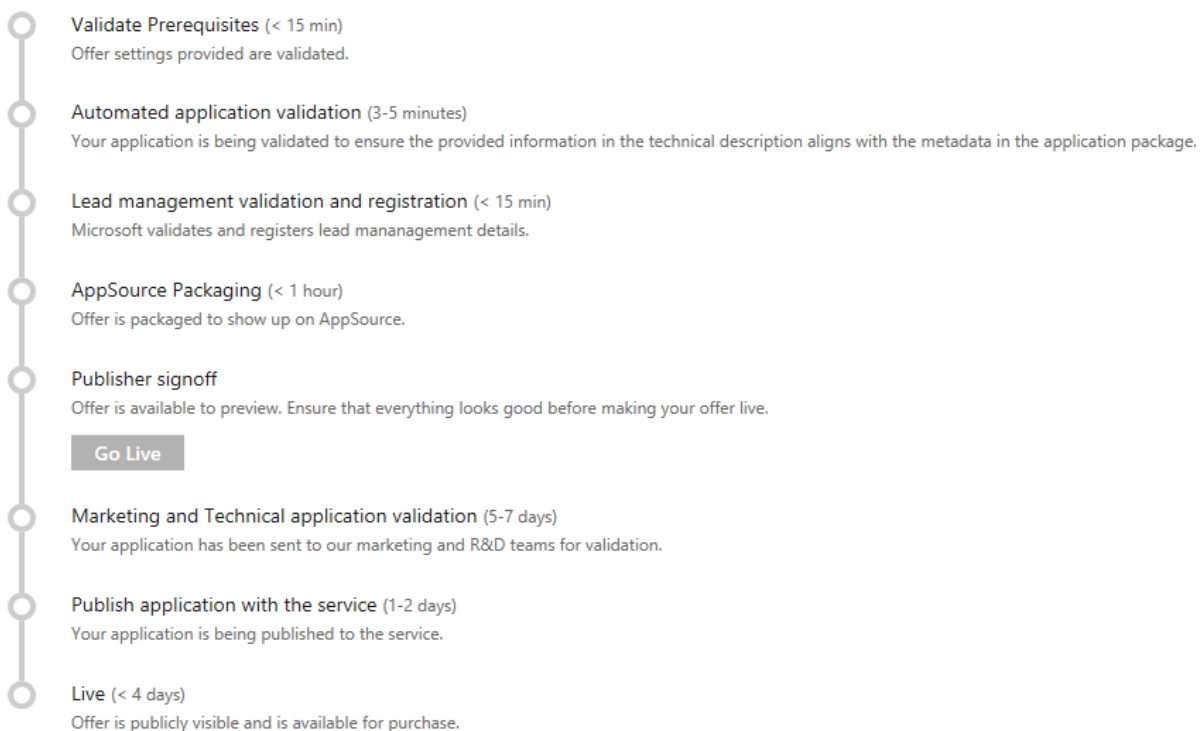 Validate Prerequisites (< 15 min)
Offer settings provided are validated.
Automated application validation (3-5 minutes)
Your application is being validated to ensure the provided information in the technical description aligns with the metadata in the application package.
Lead management validation and registration (< 15 min)
Microsoft validates and registers lead mananagement details.
AppSource Packaging (< 1 hour)
Offer is packaged to show up on AppSource.
Publisher signoff
Offer is available to preview. Ensure that everything looks good before making your offer live.
Go Live
Marketing and Technical application validation (5-7 days)
Your application has been sent to our marketing and R&D teams for validation.
Publish application with the service (1-2 days)
Your application is being published to the service.
Live (< 4 days)
Offer is publicly visible and is available for purchase.